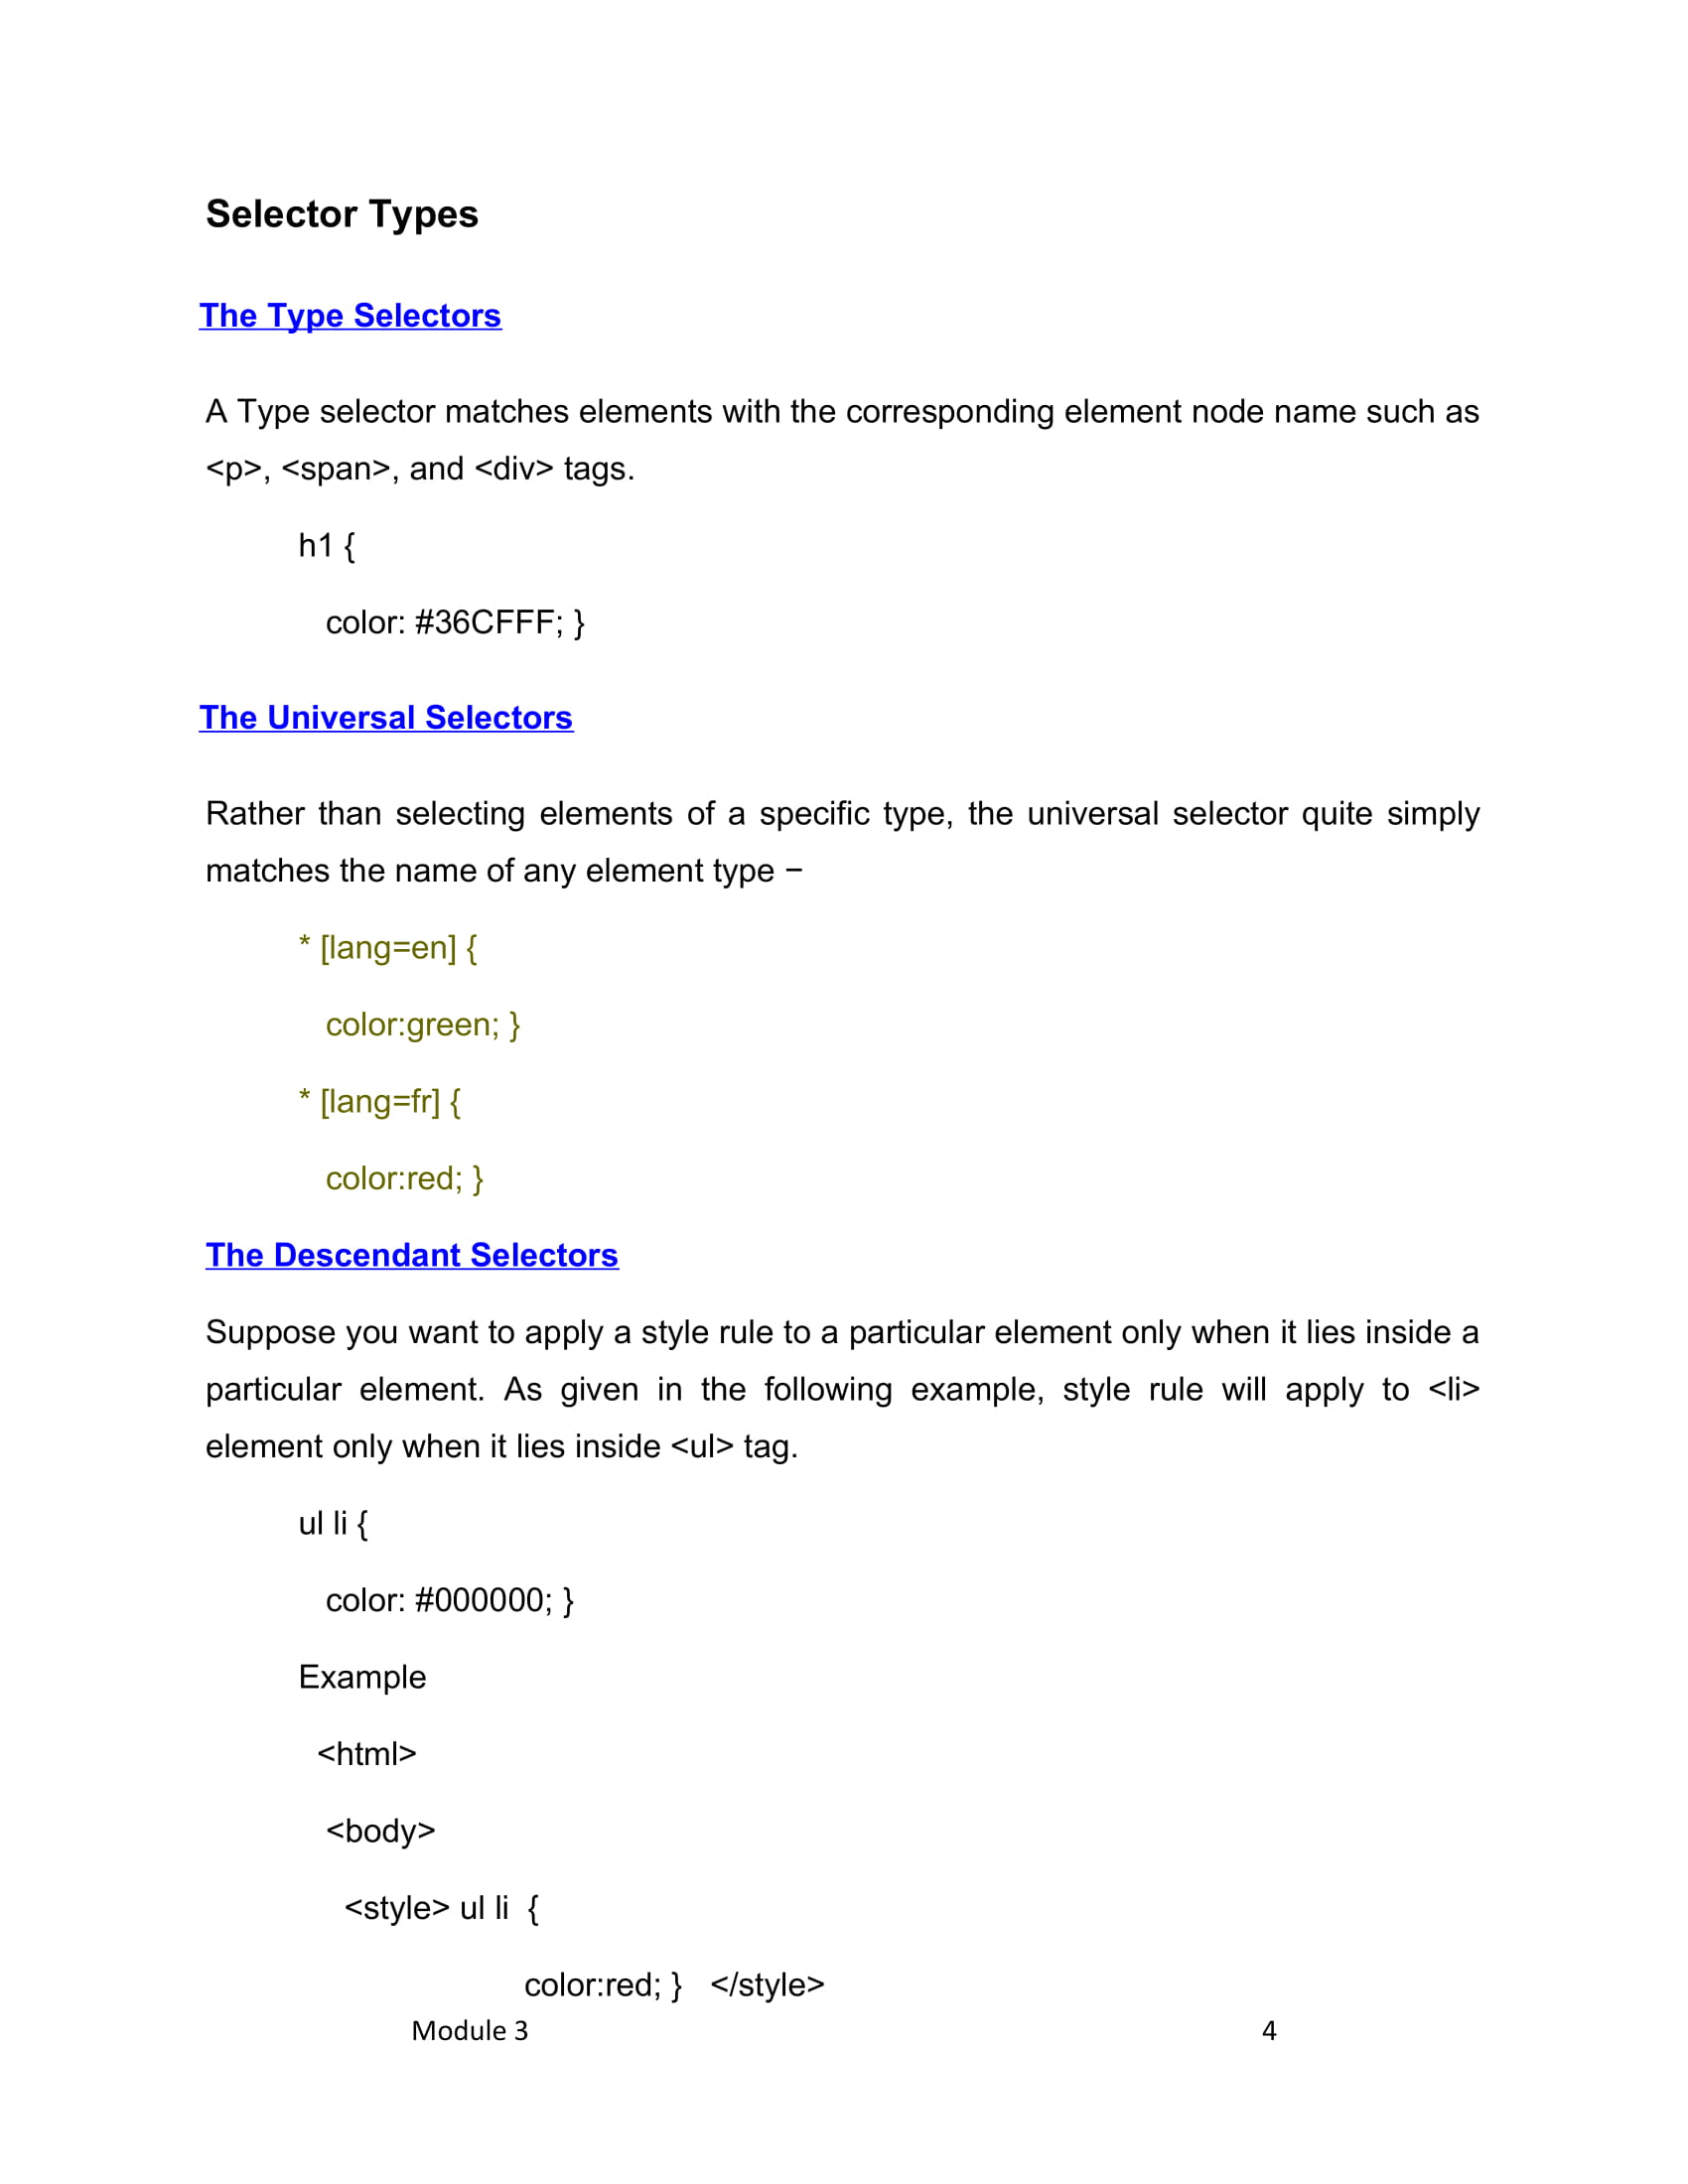 Selector Types
The Type Selectors
A Type selector matches elements with the corresponding element node name such as
<p>, <span>, and <div> tags.
h1 {
color: #36CFFF; }
The Universal Selectors
Rather than selecting elements of a specific type, the universal selector quite simply
matches the name of any element type −
* [lang=en] {
color:green; }
* [lang=fr] {
color:red; }
The Descendant Selectors
Suppose you want to apply a style rule to a particular element only when it lies inside a
particular element. As given in the following example, style rule will apply to <li>
element only when it lies inside <ul> tag.
ul li {
color: #000000; }
Example
<html>
<body>
<style> ul li  {
color:red; }   </style>
Module 3 4